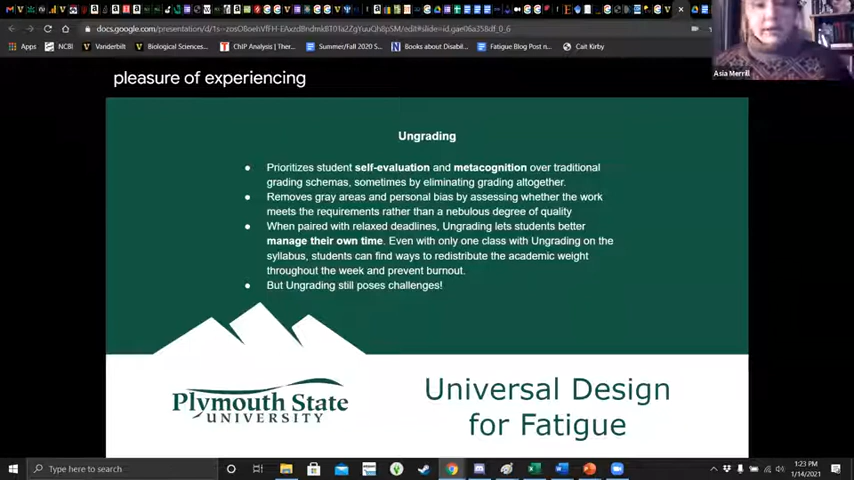 docs.google.com/presentation/d/
Apps
NCBI
Vanderbilt
Biological Sciences...
ChIP Analysis | Ther...
Summer/Fall 2020 S...
Books about Disabil...
Fatigue Blog Post n...
Cait Kirby
Asia Merrill
pleasure of experiencing
Ungrading
● Prioritizes student self-evaluation and metacognition over traditional
grading schemas, sometimes by eliminating grading altogether.
● Removes gray areas and personal bias by assessing whether the work
meets the requirements rather than a nebulous degree of quality
● When paired with relaxed deadlines, Ungrading lets students better
manage their own time. Even with only one class with Ungrading on the
syllabus, students can find ways to redistribute the academic weight
throughout the week and prevent burnout.
● But Ungrading still poses challenges!
Plymouth State
UNIVERSITY
Universal Design
for Fatigue
Type here to search
1:23 PM
1/14/2021